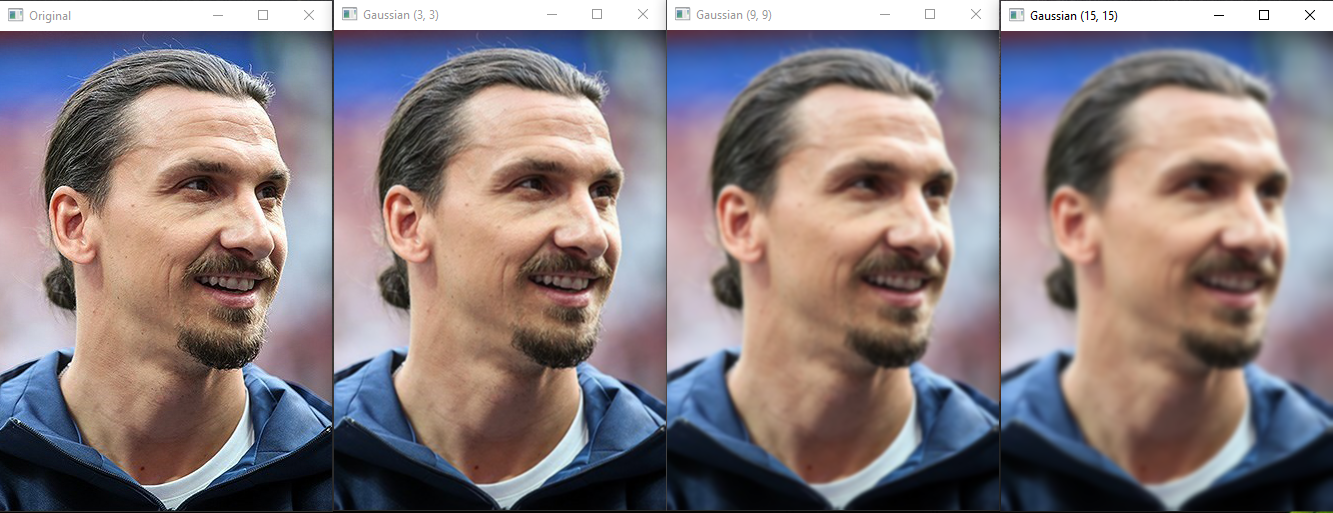 Original
Gaussian (3, 3)
Gaussian (9, 9)
Gaussian (15, 15)